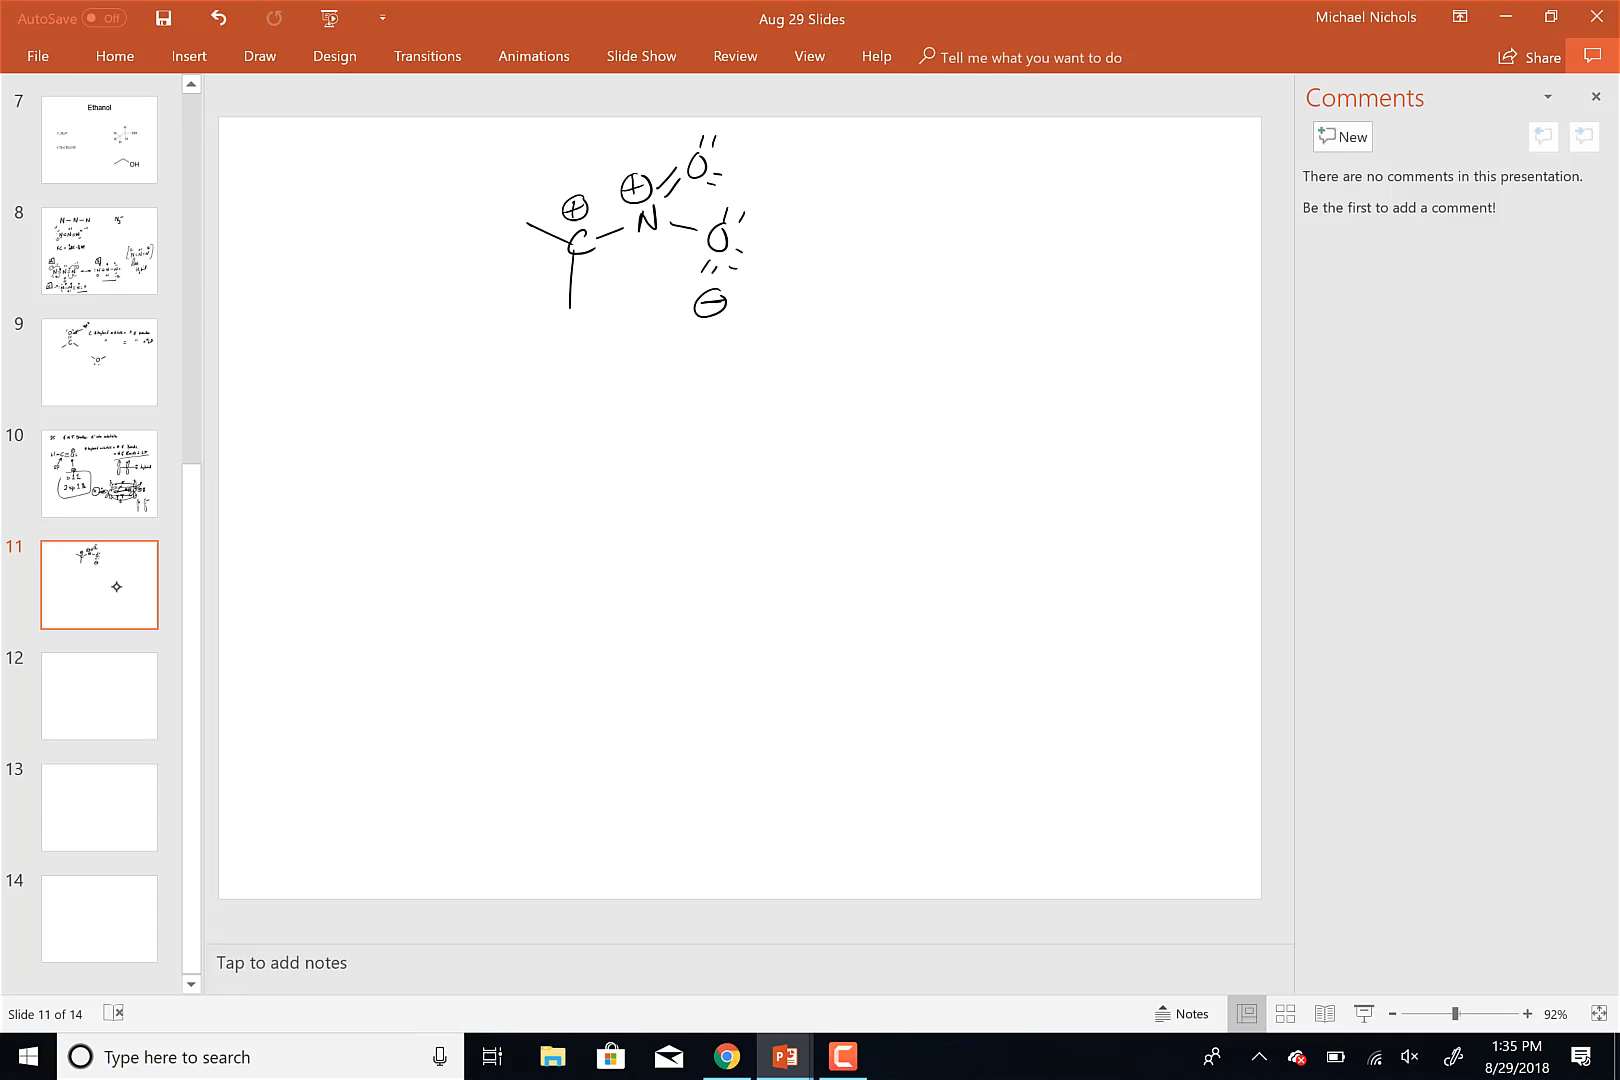 AutoSave Off
Aug 29 Slides
Michael Nichols
File Home Insert Draw Design Transitions Animations Slide Show Review View Help Tell me what you want to do
Share
7
Ethanol
OH
8
N-N-N
9
10
11
12
13
14
⊕ ⊕ O
C N O
⊖
Comments
New
There are no comments in this presentation.
Be the first to add a comment!
Tap to add notes
Slide 11 of 14
Notes
92%
Type here to search
1:35 PM
8/29/2018